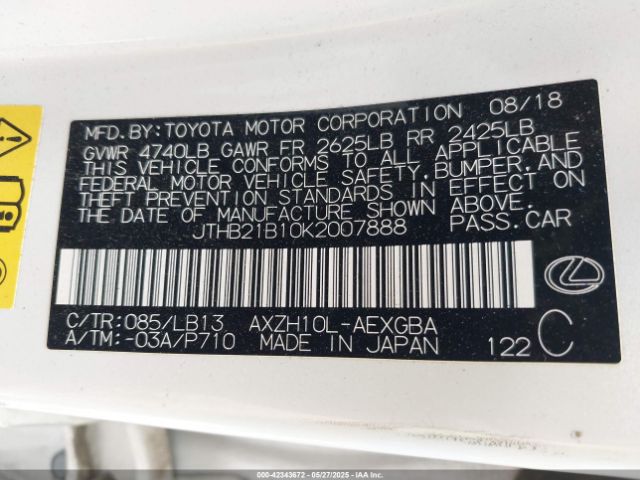 MFD.BY:TOYOTA MOTOR CORPORATION 08/18
GVWR 4740LB GAWR FR 2625LB RR 2425LB
THIS VEHICLE CONFORMS TO ALL APPLICABLE
FEDERAL MOTOR VEHICLE SAFETY,BUMPER,AND
THEFT PREVENTION STANDARDS IN EFFECT ON
THE DATE OF MANUFACTURE SHOWN ABOVE.
JTHB21B10K2007888 PASS.CAR
C/TR:085/LB13 AXZH10L-AEXGBA
A/TM:-03A/P710 MADE IN JAPAN 122 C
000-42343672 - 05/27/2025 - IAAI.COM